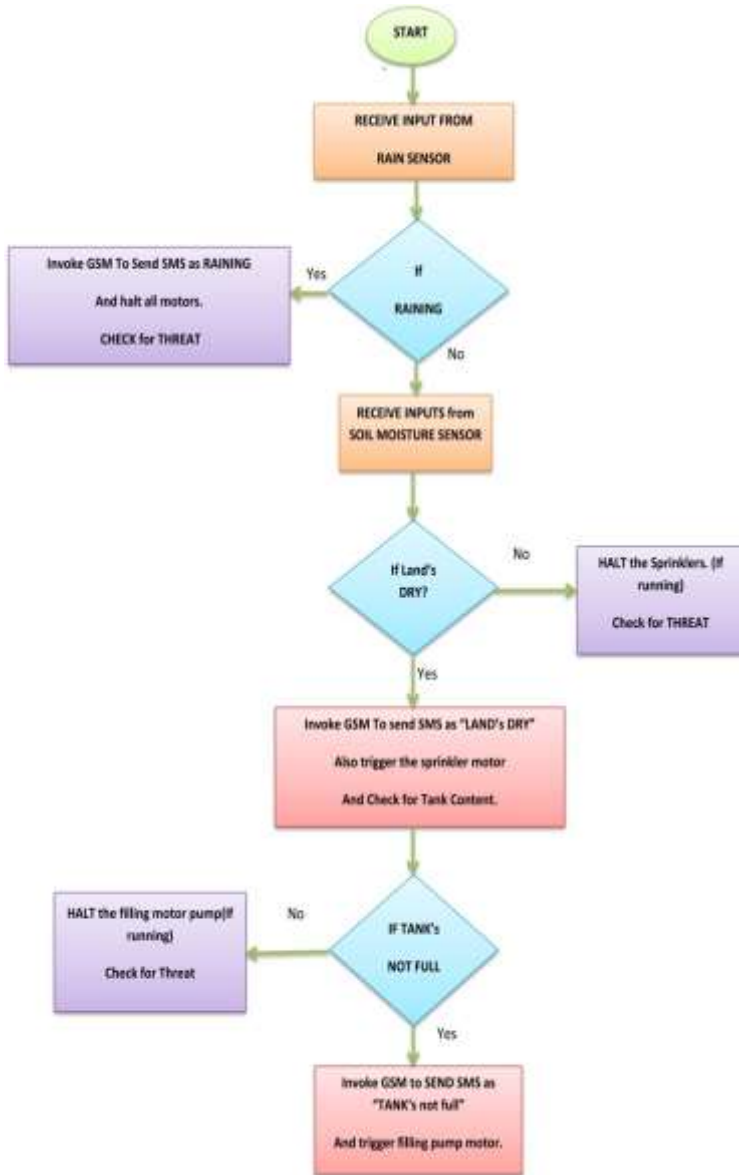 START
RECEIVE INPUT FROM
RAIN SENSOR
If
RAINING
Yes
Invoke GSM To Send SMS as RAINING
And halt all motors.
CHECK for THREAT
No
RECEIVE INPUTS from
SOIL MOISTURE SENSOR
If Land's
DRY?
No
HALT the Sprinklers. (If
running)
Check for THREAT
Yes
Invoke GSM To send SMS as "LAND's DRY"
Also trigger the sprinkler motor
And Check for Tank Content.
IF TANK's
NOT FULL
No
HALT the filling motor pump(If
running)
Check for Threat
Yes
Invoke GSM to SEND SMS as
"TANK's not full"
And trigger filling pump motor.